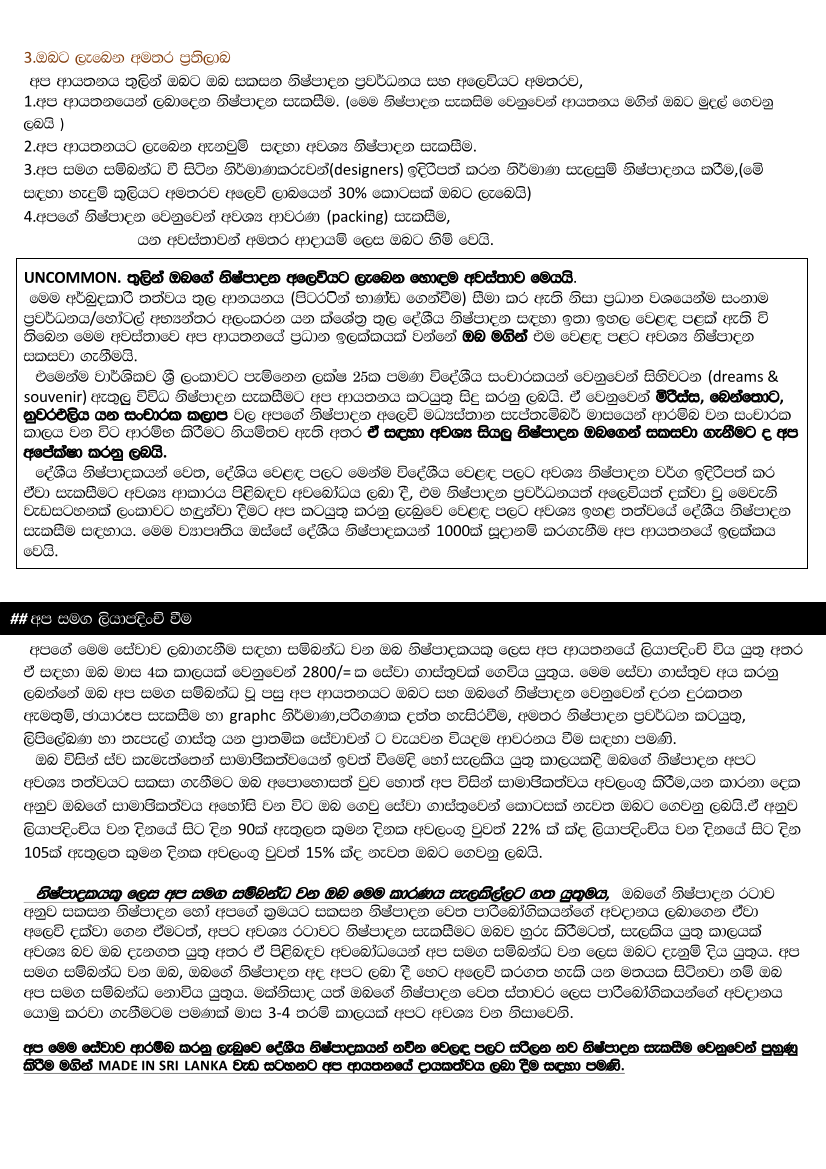 3.ඔබට ලැබෙන අමතර ප්‍රතිලාබ
අප ආයතනය තුලින් ඔබට ඔබ සකසන නිෂ්පාදන ප්‍රවර්ධනය සහ අලෙවියට අමතරව,
1.අප ආයතනයෙන් ලබාදෙන නිෂ්පාදන සැකසීම. (මෙම නිෂ්පාදන සැකසීම වෙනුවෙන් ආයතනය මගින් ඔබට මුදල් ගෙවනු
ලබයි )
2.අප ආයතනයට ලැබෙන ඇනවුම් සඳහා අවශ්‍ය නිෂ්පාදන සැකසීම.
3.අප සමග සම්බන්ධ වී සිටින නිර්මාණකරුවන්(designers) ඉදිරිපත් කරන නිර්මාණ සැලසුම් නිෂ්පාදනය කිරීම,(මේ
සඳහා හැදුම් කුලියට අමතරව අලෙවි ලාබයෙන් 30% කොටසක් ඔබට ලැබෙයි)
4.අපගේ නිෂ්පාදන වෙනුවෙන් අවශ්‍ය ආවරණ (packing) සැකසීම,
යන අවස්තාවන් අමතර ආදායම් ලෙස ඔබට හිමි වෙයි.
UNCOMMON. තුලින් ඔබගේ නිෂ්පාදන අලෙවියට ලැබෙන හොඳම අවස්තාව මෙයයි.
මෙම අර්බුදකාරී තත්වය තුල ආනයනය (පිටරටින් භාණ්ඩ ගෙන්වීම) සීමා කර ඇති නිසා ප්‍රධාන වශයෙන්ම සංනාම
ප්‍රවර්ධනය/හෝටල් අභ්‍යන්තර අලංකරන යන ක්ශේත්‍ර තුල දේශීය නිෂ්පාදන සඳහා ඉතා ඉහල වෙළඳ පළක් ඇති වි
තිබෙන මෙම අවස්තාවෙ අප ආයතනයේ ප්‍රධාන ඉලක්කයක් වන්නේ ඔබ මගින් එම වෙළඳ පළට අවශ්‍ය නිෂ්පාදන
සකසවා ගැනීමයි.
එමෙන්ම වාර්ශිකව ශ්‍රී ලංකාවට පැමිනෙන ලක්ෂ 25ක පමණ විදේශීය සංචාරකයන් වෙනුවෙන් සිහිවටන (dreams &
souvenir) ඇතුලු විවිධ නිෂ්පාදන සැකසීමට අප ආයතනය කටයුතු සිදු කරනු ලබයි. ඒ වෙනුවෙන් මිරිස්ස, බෙන්තොට,
නුවරඑලිය යන සංචාරක කලාප වල අපගේ නිෂ්පාදන අලෙවි මධ්‍යස්තාන සැප්තැම්බර් මාසයෙන් ආරම්බ වන සංචාරක
කාලය වන විට ආරම්භ කිරීමට නියමිතව ඇති අතර ඒ සඳහා අවශ්‍ය සියලු නිෂ්පාදන ඔබගෙන් සකසවා ගැනීමට ද අප
අපේක්ෂා කරනු ලබයි.
දේශීය නිෂ්පාදකයන් වෙත, දේශිය වෙළඳ පලට මෙන්ම විදේශීය වෙළඳ පලට අවශ්‍ය නිෂ්පාදන වර්ග ඉදිරිපත් කර
ඒවා සැකසීමට අවශ්‍ය ආකාරය පිළිබඳව අවබෝධය ලබා දී, එම නිෂ්පාදන ප්‍රවර්ධනයත් අලෙවියත් දක්වා වූ මෙවැනි
වැඩසටහනක් ලංකාවට හඳුන්වා දීමට අප කටයුතු කරනු ලැබුවෙ වෙළඳ පලට අවශ්‍ය ඉහළ තත්වයේ දේශීය නිෂ්පාදන
සැකසීම සඳහාය. මෙම ව්‍යාපෘතිය ඔස්සේ දේශීය නිෂ්පාදකයන් 1000ක් සූදානම් කරගැනීම අප ආයතනයේ ඉලක්කය
වෙයි.
## අප සමග ලියාපදිංචි වීම
අපගේ මෙම සේවාව ලබාගැනීම සඳහා සම්බන්ධ වන ඔබ නිෂ්පාදකයකු ලෙස අප ආයතනයේ ලියාපදිංචි විය යුතු අතර
ඒ සඳහා ඔබ මාස 4ක කාලයක් වෙනුවෙන් 2800/= ක සේවා ගාස්තුවක් ගෙවිය යුතුය. මෙම සේවා ගාස්තුව අය කරනු
ලබන්නේ ඔබ අප සමග සම්බන්ධ වූ පසු අප ආයතනයට ඔබට සහ ඔබගේ නිෂ්පාදන වෙනුවෙන් දරන දුරකතන
ඇමතුම්, ඡායාරූප සැකසීම හා graphc නිර්මාණ,පරිගණක දත්ත හැසිරවීම, අමතර නිෂ්පාදන ප්‍රවර්ධන කටයුතු,
ලිපිලේඛණ හා තැපැල් ගාස්තු යන ප්‍රාතමික සේවාවන් ට වැයවන වියදම ආවරනය වීම සඳහා පමණි.
ඔබ විසින් ස්ව කැමැත්තෙන් සාමාජිකත්වයෙන් ඉවත් වීමේදි හෝ සැලකිය යුතු කාලයකදී ඔබගේ නිෂ්පාදන අපට
අවශ්‍ය තත්වයට සකසා ගැනීමට ඔබ අපොහොසත් වුව හොත් අප විසින් සාමාජිකත්වය අවලංගු කිරීම,යන කාරනා දෙක
අනුව ඔබගේ සාමාජිකත්වය අහෝසි වන විට ඔබ ගෙවූ සේවා ගාස්තුවෙන් කොටසක් නැවත ඔබට ගෙවනු ලබයි.ඒ අනුව
ලියාපදිංචිය වන දිනයේ සිට දින 90ක් ඇතුලත කුමන දිනක අවලංගු වුවත් 22% ක් ක්ද ලියාපදිංචිය වන දිනයේ සිට දින
105ක් ඇතුලත කුමන දිනක අවලංගු වුවත් 15% ක්ද නැවත ඔබට ගෙවනු ලබයි.
නිෂ්පාදකයකු ලෙස අප සමග සම්බන්ධ වන ඔබ මෙම කාරණය සැලකිල්ලට ගත යුතුමය, ඔබගේ නිෂ්පාදන රටාව
අනුව සකසන නිෂ්පාදන හෝ අපගේ ක්‍රමයට සකසන නිෂ්පාදන වෙත පාරිබෝගිකයන්ගේ අවදානය ලබාගෙන ඒවා
අලෙවි දක්වා ගෙන ඒමටත්, අපට අවශ්‍ය රටාවට නිෂ්පාදන සැකසීමට ඔබව හුරු කිරීමටත්, සැලකිය යුතු කාලයක්
අවශ්‍ය බව ඔබ දැනගත යුතු අතර ඒ පිළිබඳව අවබෝධයෙන් අප සමග සම්බන්ධ වන ලෙස ඔබට දැනුම් දිය යුතුය. අප
සමග සම්බන්ධ වන ඔබ, ඔබගේ නිෂ්පාදන අද අපට ලබා දී හෙට අලෙවි කරගත හැකි යන මතයක සිටිනවා නම් ඔබ
අප සමග සම්බන්ධ නොවිය යුතුය. මක්නිසාද යත් ඔබගේ නිෂ්පාදන වෙත ස්තාවර ලෙස පාරිබෝගිකයන්ගේ අවදානය
යොමු කරවා ගැනීමටම පමණක් මාස 3-4 තරම් කාලයක් අපට අවශ්‍ය වන නිසාවෙනි.
අප මෙම සේවාව ආරම්බ කරනු ලැබුවෙ දේශීය නිෂ්පාදකයන් නවීන වෙලඳ පලට සරිලන නව නිෂ්පාදන සැකසීම වෙනුවෙන් පුහුණු
කිරීම මගින් MADE IN SRI LANKA වැඩ සටහනට අප ආයතනයේ දායකත්වය ලබා දීම සඳහා පමණි.